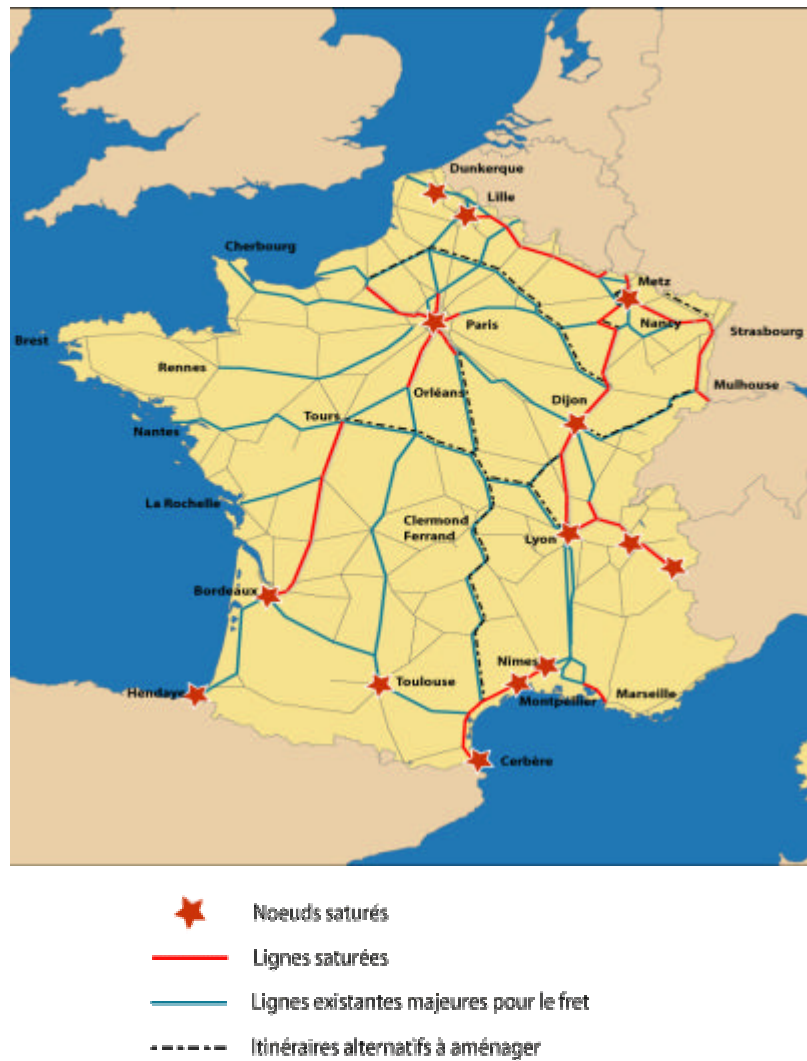 Dunkerque
Lille
Cherbourg
Metz
Brest
Paris
Nancy
Strasbourg
Rennes
Orléans
Mulhouse
Dijon
Tours
Nantes
La Rochelle
Clermond
Ferrand
Lyon
Bordeaux
Nîmes
Hendaye
Toulouse
Montpeiller
Marseille
Cerbère
Noeuds saturés
Lignes saturées
Lignes existantes majeures pour le fret
Itinéraires alternatifs à aménager